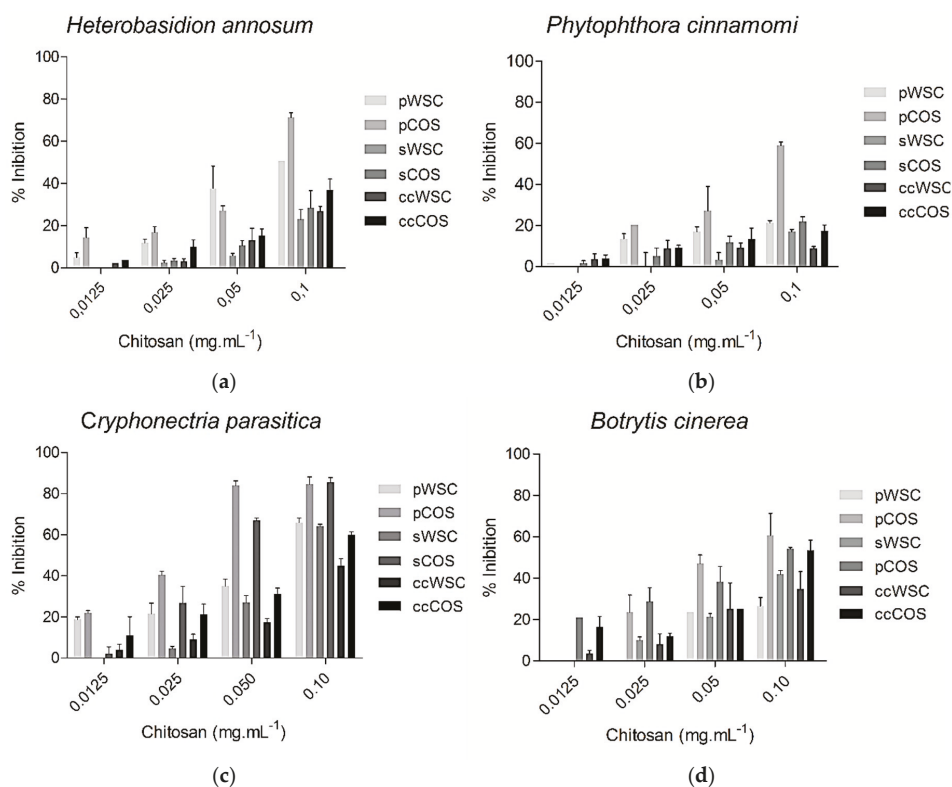 Heterobasidion annosum
100
80
60
40
20
0
% Inibition
0,0125
0,025
0,05
0,1
Chitosan (mg.mL-1)
pWSC
pCOS
sWSC
sCOS
ccWSC
ccCOS
(a)
Phytophthora cinnamomi
100
80
60
40
20
0
% Inibition
0,0125
0,025
0,05
0,1
Chitosan (mg.mL-1)
pWSC
pCOS
sWSC
sCOS
ccWSC
ccCOS
(b)
Cryphonectria parasitica
100
80
60
40
20
0
% Inibition
0.0125
0.025
0.050
0.10
Chitosan (mg.mL-1)
pWSC
pCOS
sWSC
sCOS
ccWSC
ccCOS
(c)
Botrytis cinerea
100
80
60
40
20
0
% Inibition
0.0125
0.025
0.05
0.10
Chitosan (mg.mL-1)
pWSC
pCOS
sWSC
pCOS
ccWSC
ccCOS
(d)